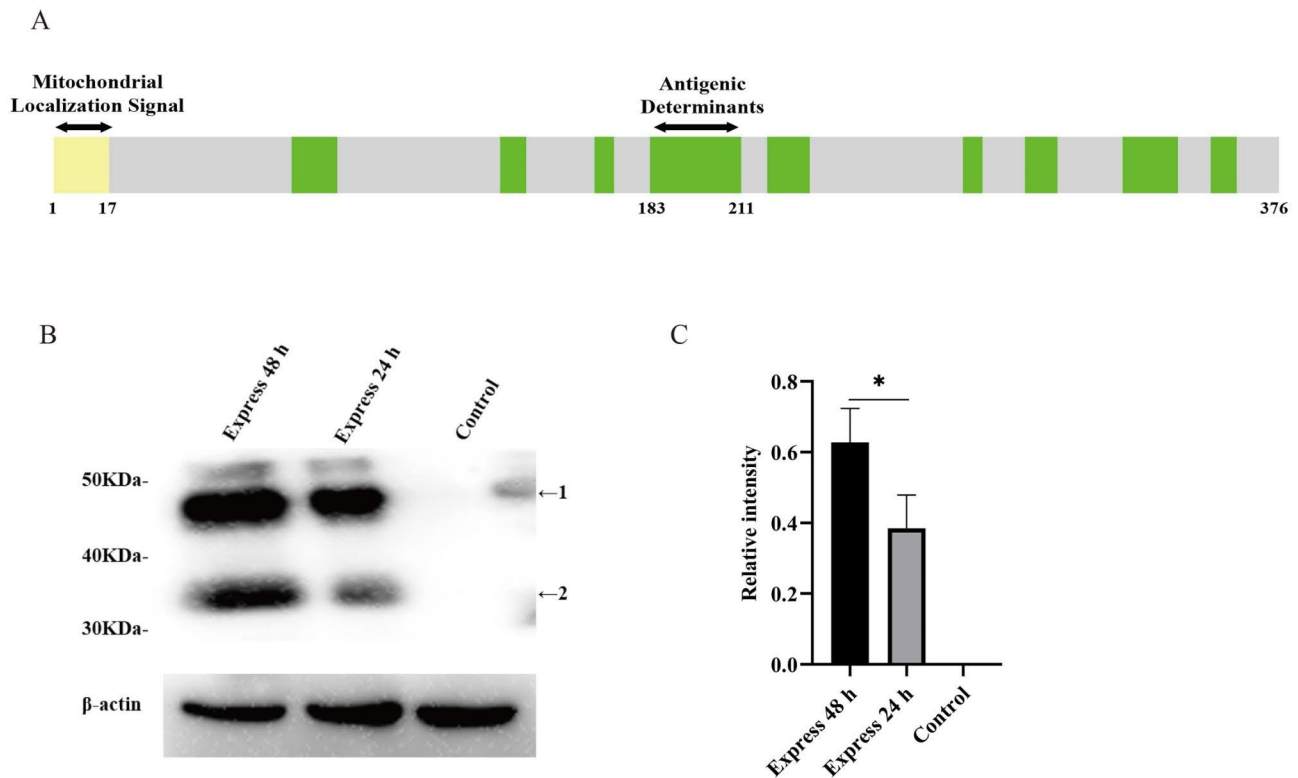 A
Mitochondrial
Localization Signal
Antigenic
Determinants
1 17 183 211 376
B
Express 48 h
Express 24 h
Control
50KDa-
←1
40KDa-
←2
30KDa-
β-actin
C
Relative intensity
0.8
0.6
0.4
0.2
0.0
*
Express 48 h
Express 24 h
Control